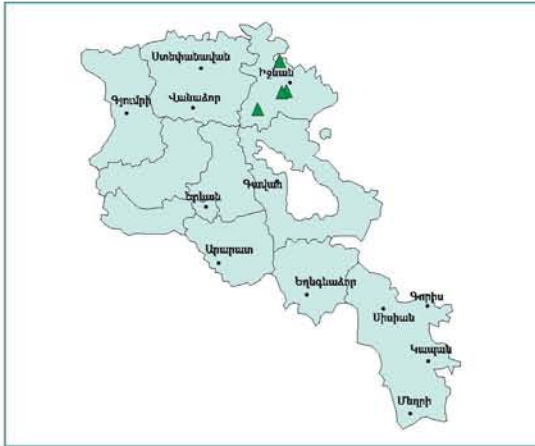 Ստեփանավան
Իջևան
Գյումրի
Վանաձոր
Գավառ
Երևան
Արարատ
Եղեգնաձոր
Գորիս
Սիսիան
Կապան
Մեղրի